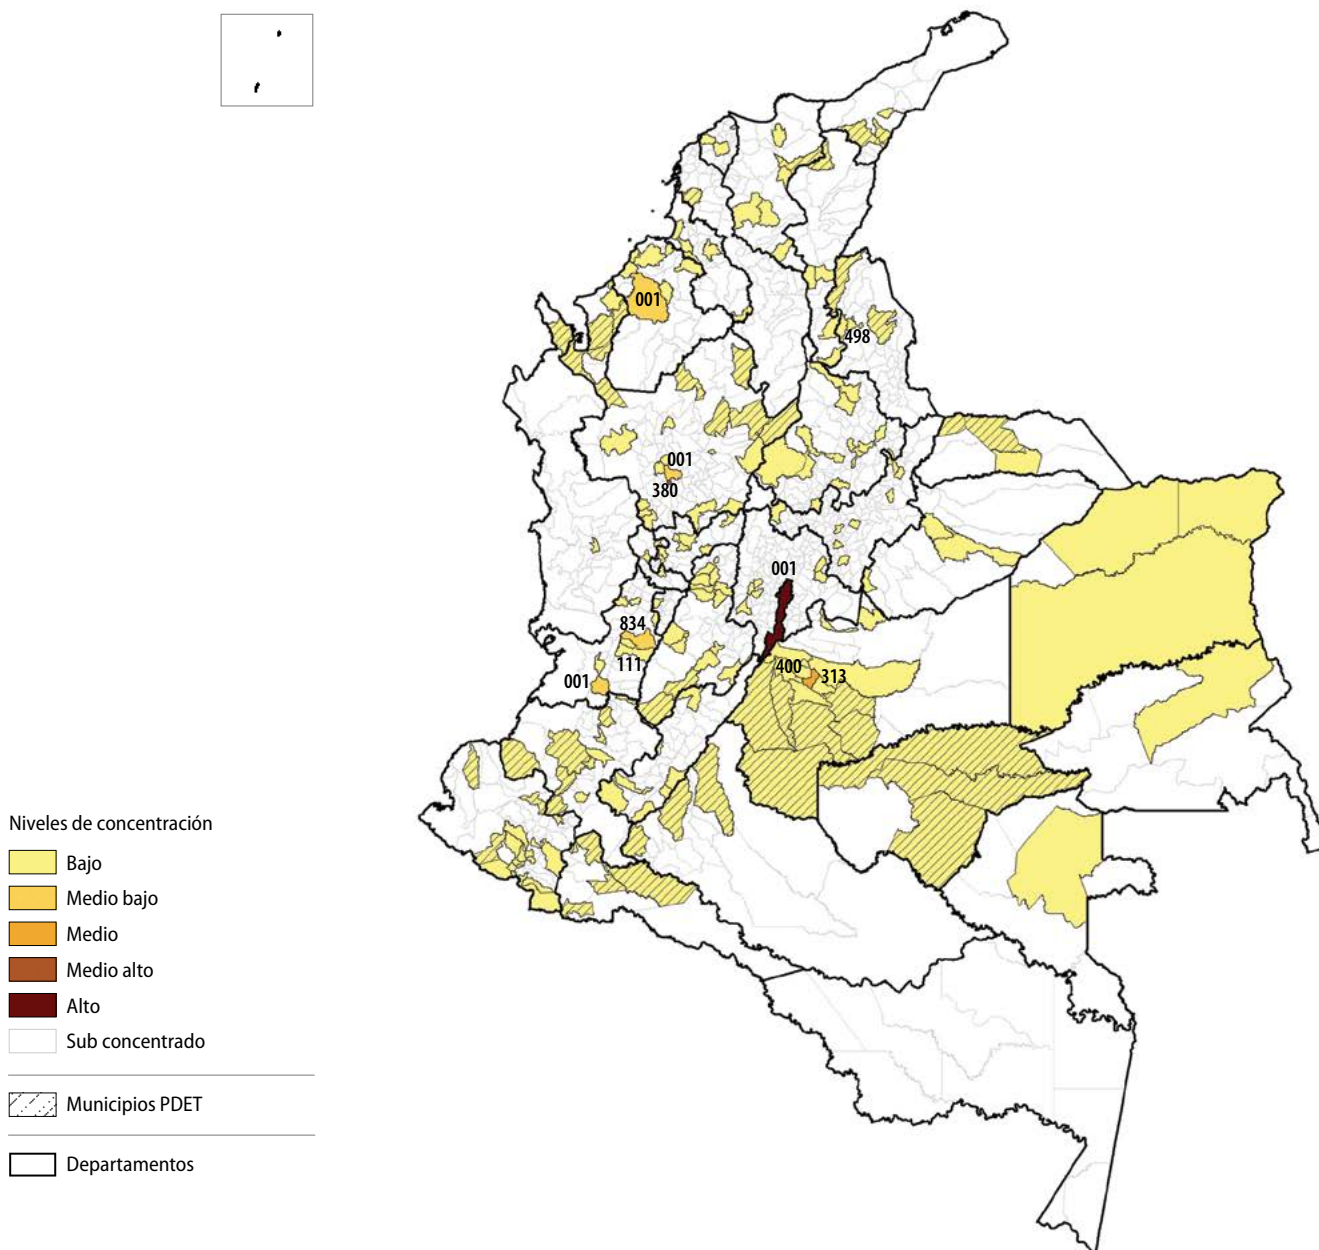 001
498
001
380
001
834
111
400
313
001
Niveles de concentración
Bajo
Medio bajo
Medio
Medio alto
Alto
Sub concentrado
Municipios PDET
Departamentos